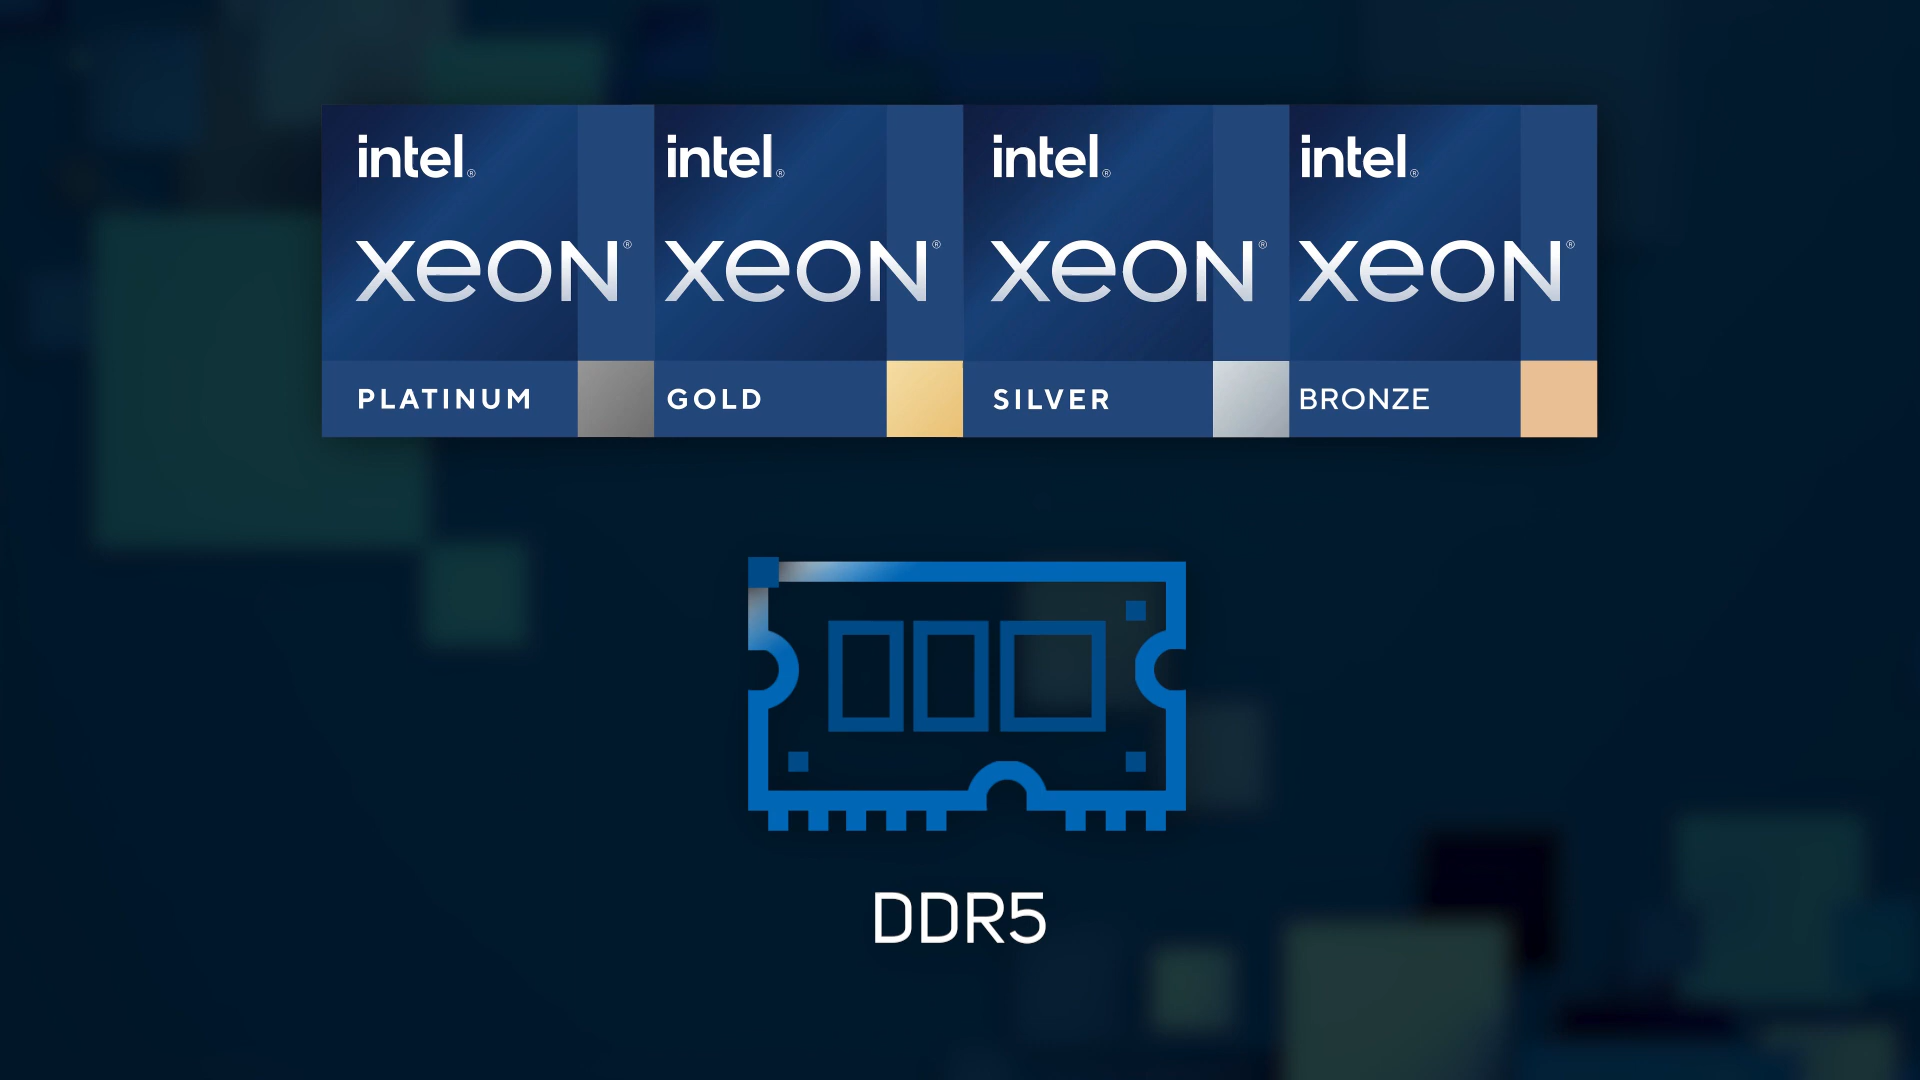 intel® intel® intel® intel®
xeon® xeon® xeon® xeon®
PLATINUM GOLD SILVER BRONZE
DDR5